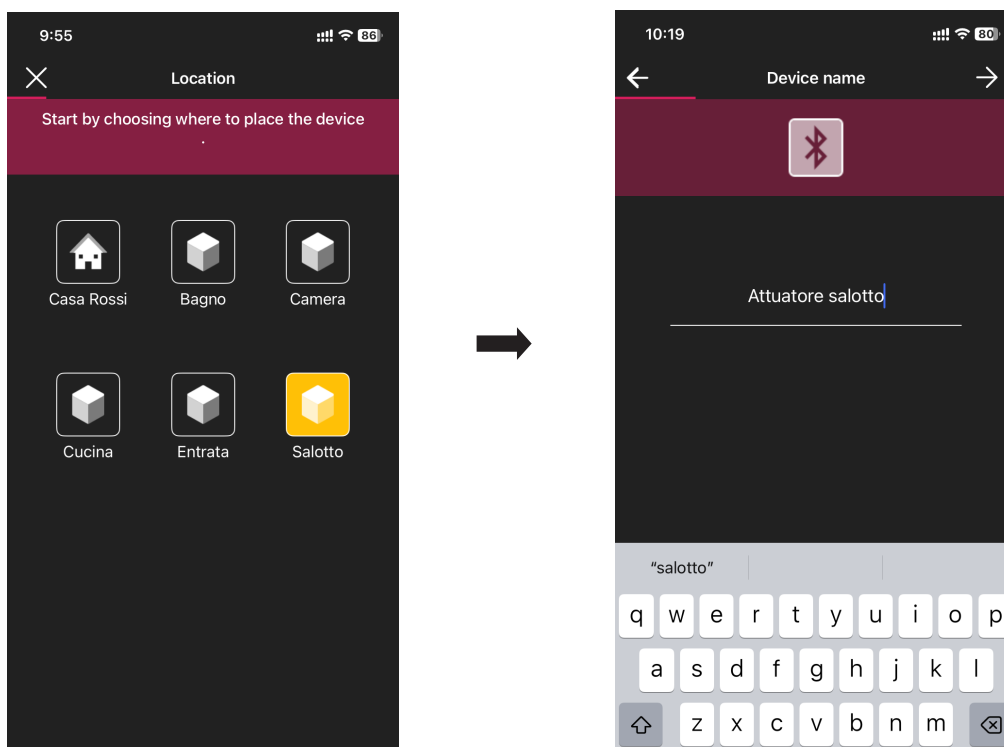 9:55
86
Location
Start by choosing where to place the device
.
Casa Rossi
Bagno
Camera
Cucina
Entrata
Salotto
10:19
80
Device name
Attuatore salotto
“salotto”
q w e r t y u i o p
a s d f g h j k l
z x c v b n m